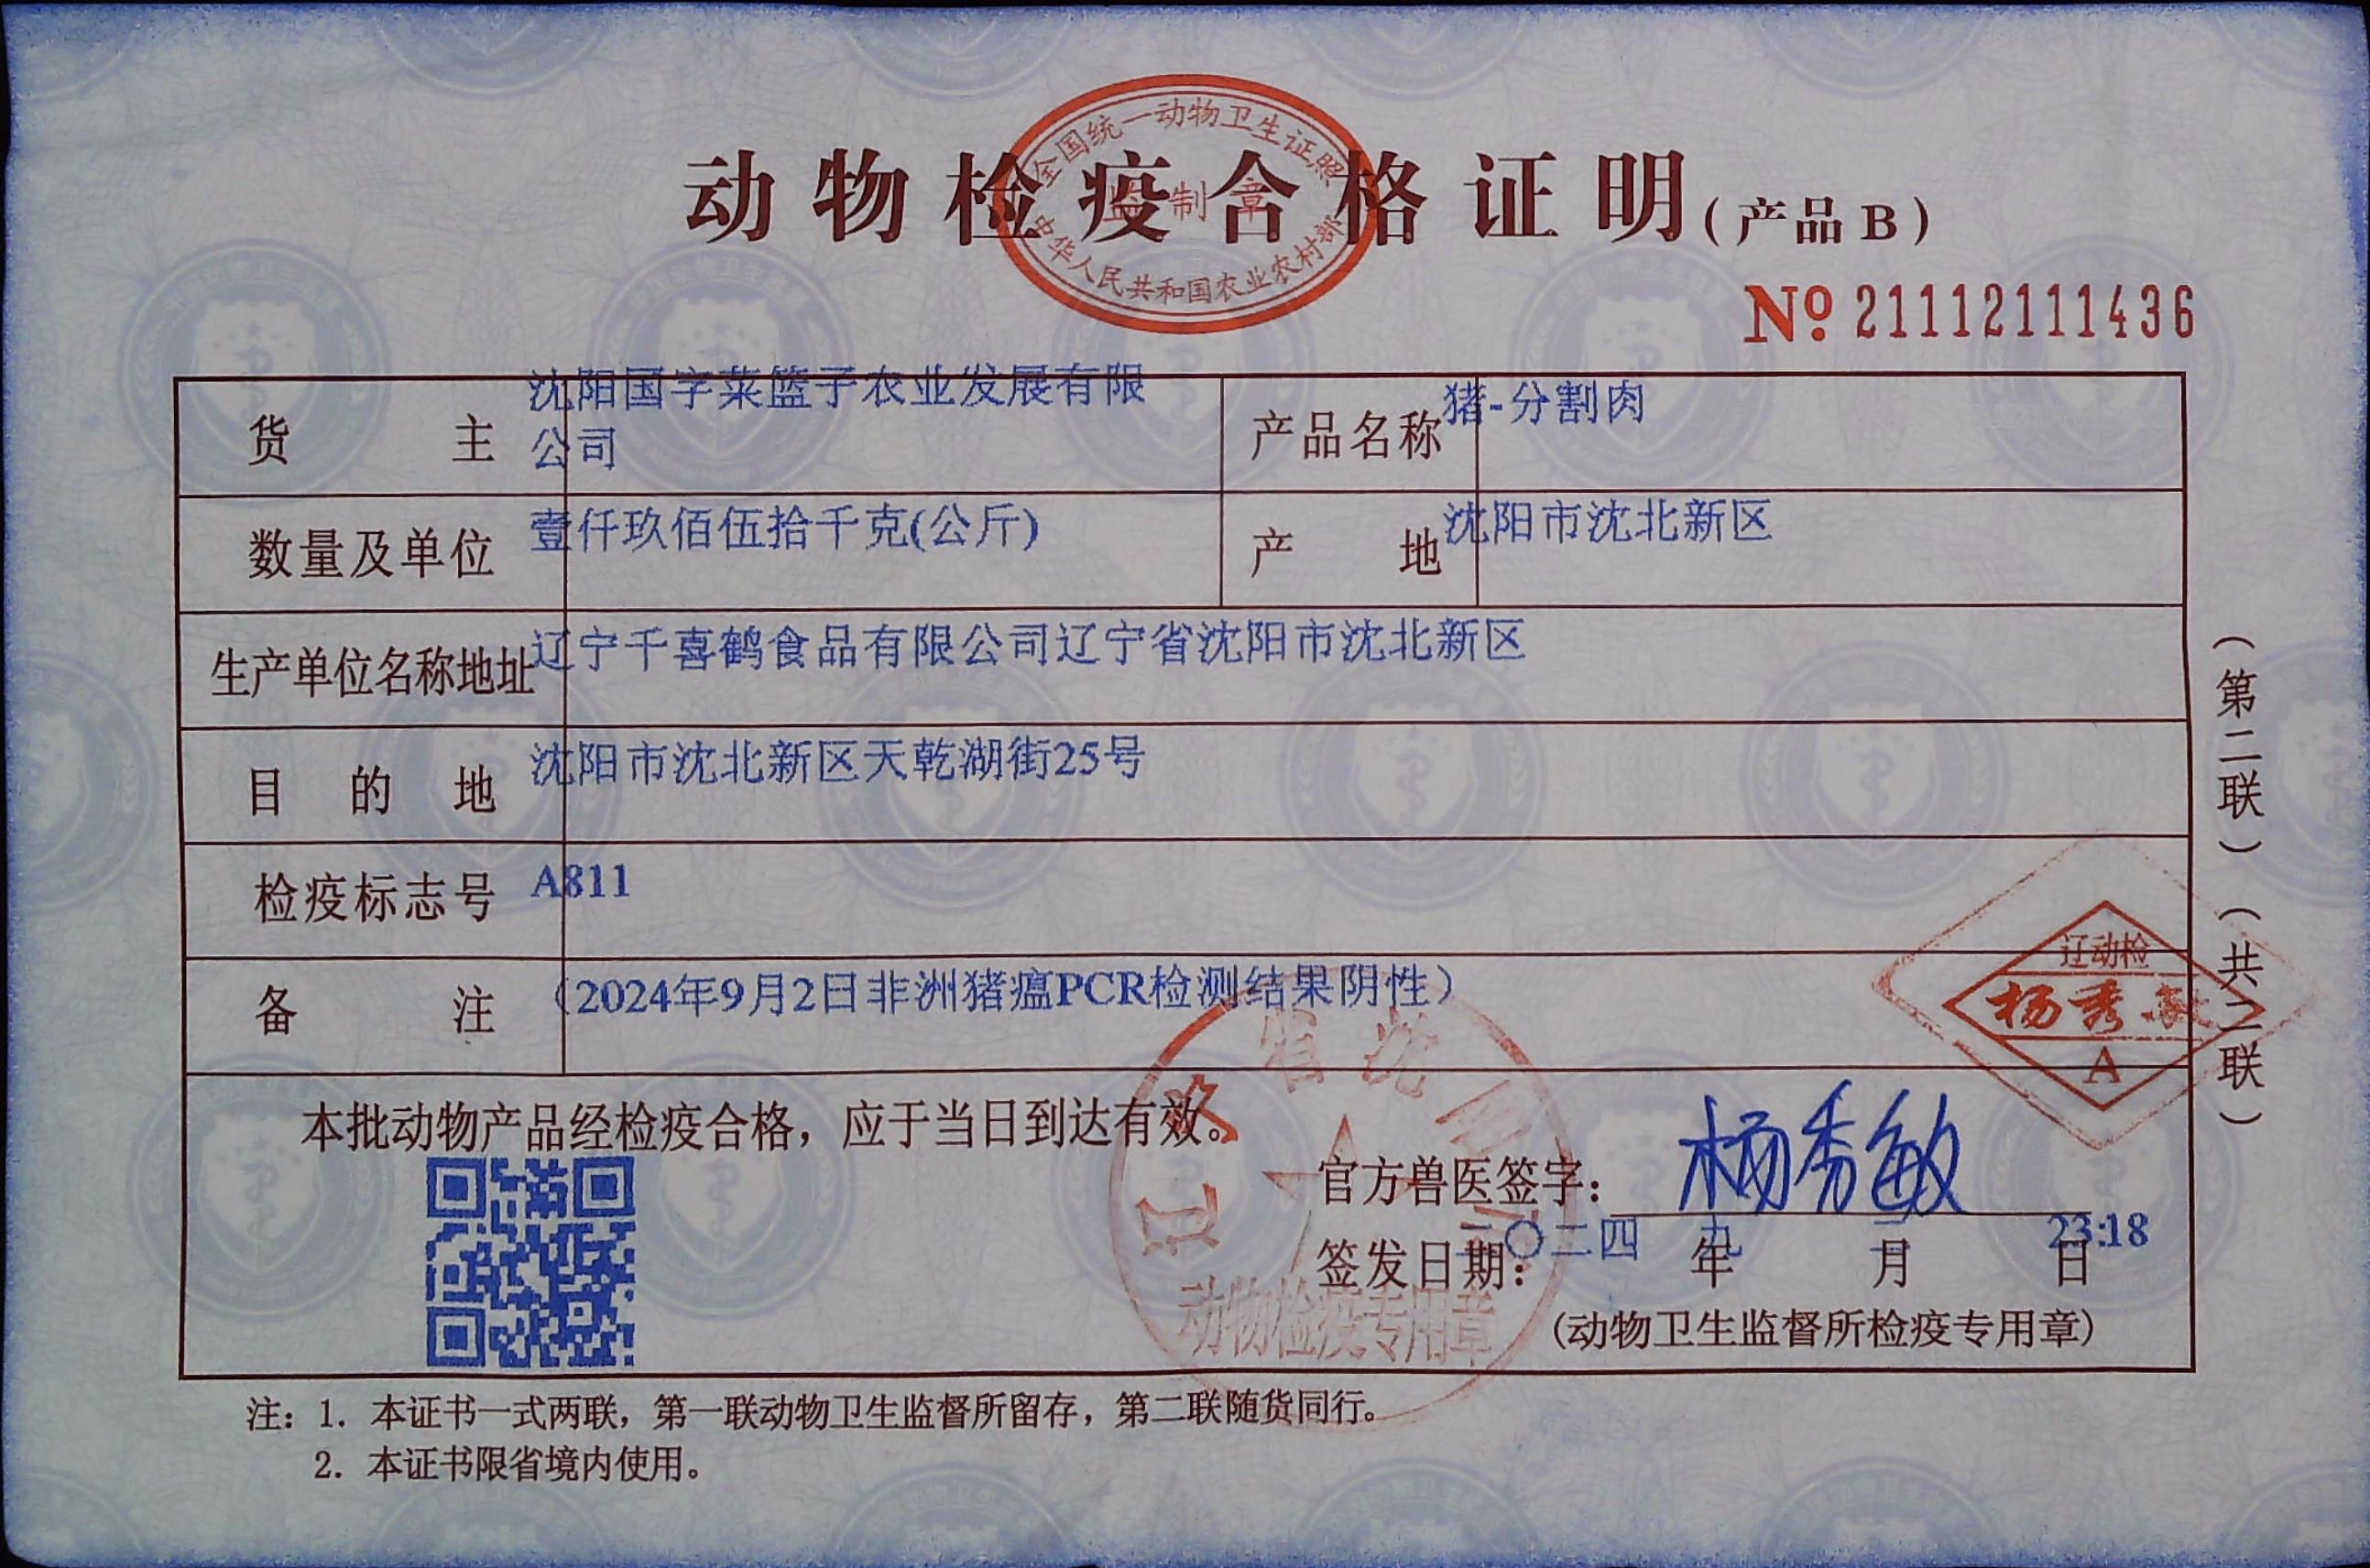 全国统一动物卫生证照
监制章
中华人民共和国农业农村部
动物检疫合格证明(产品B)
№ 21112111436
货主 沈阳国字菜篮子农业发展有限公司 产品名称 猪-分割肉
数量及单位 壹仟玖佰伍拾千克(公斤) 产地 沈阳市沈北新区
生产单位名称地址 辽宁千喜鹤食品有限公司辽宁省沈阳市沈北新区
目的地 沈阳市沈北新区天乾湖街25号
检疫标志号 A811
备注 （2024年9月2日非洲猪瘟PCR检测结果阴性）
本批动物产品经检疫合格，应于当日到达有效。
辽动检
杨秀敏
A
官方兽医签字：杨秀敏
签发日期：二〇二四年九月二日 23:18
动物检疫专用章
(动物卫生监督所检疫专用章)
注：1. 本证书一式两联，第一联动物卫生监督所留存，第二联随货同行。
2. 本证书限省境内使用。
（第二联）（共二联）